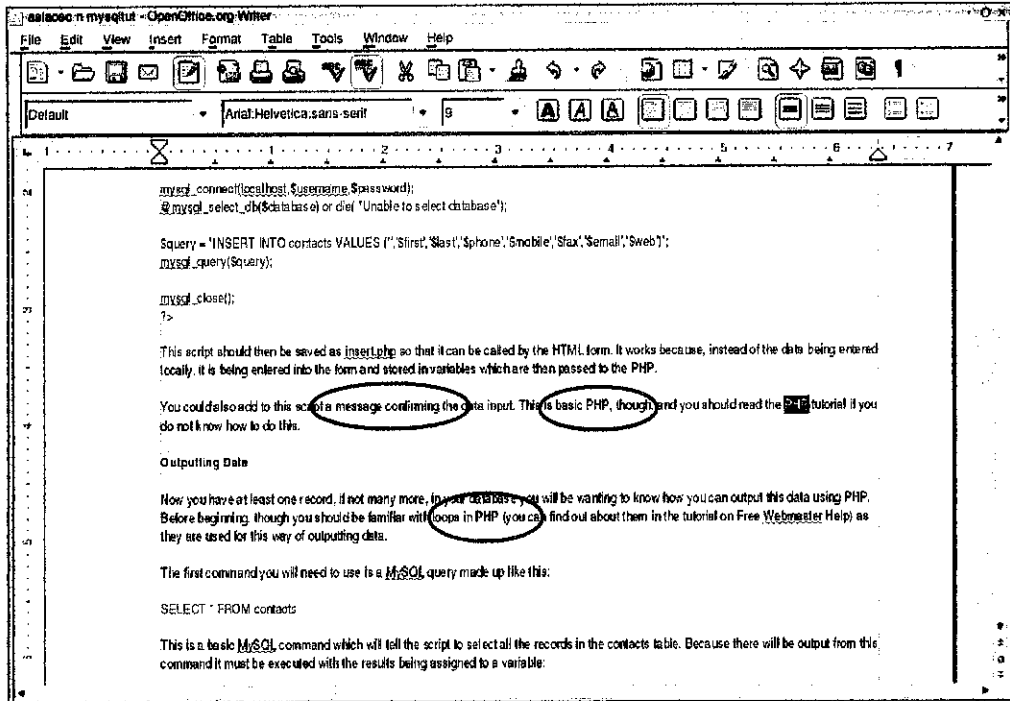 mysqltut - OpenOffice.org Writer
File Edit View Insert Format Table Tools Window Help
Default Arial;Helvetica;sans-serif 9
1 1 2 3 4 5 6 7
mysql_connect(localhost,$username,$password);
@mysql_select_db($database) or die( "Unable to select database");
$query = "INSERT INTO contacts VALUES ('','$first','$last','$phone','$mobile','$fax','$email','$web')";
mysql_query($query);
mysql_close();
?>
This script should then be saved as insert.php so that it can be called by the HTML form. It works because, instead of the data being entered
locally, it is being entered into the form and stored in variables which are then passed to the PHP.
You could also add to this script a message confirming the data input. This is basic PHP, though, and you should read the PHP tutorial if you
do not know how to do this.
Outputting Data
Now you have at least one record, if not many more, in your database you will be wanting to know how you can output this data using PHP.
Before beginning, though you should be familiar with loops in PHP (you can find out about them in the tutorial on Free Webmaster Help) as
they are used for this way of outputting data.
The first command you will need to use is a MySQL query made up like this:
SELECT * FROM contacts
This is a basic MySQL command which will tell the script to select all the records in the contacts table. Because there will be output from this
command it must be executed with the results being assigned to a variable: